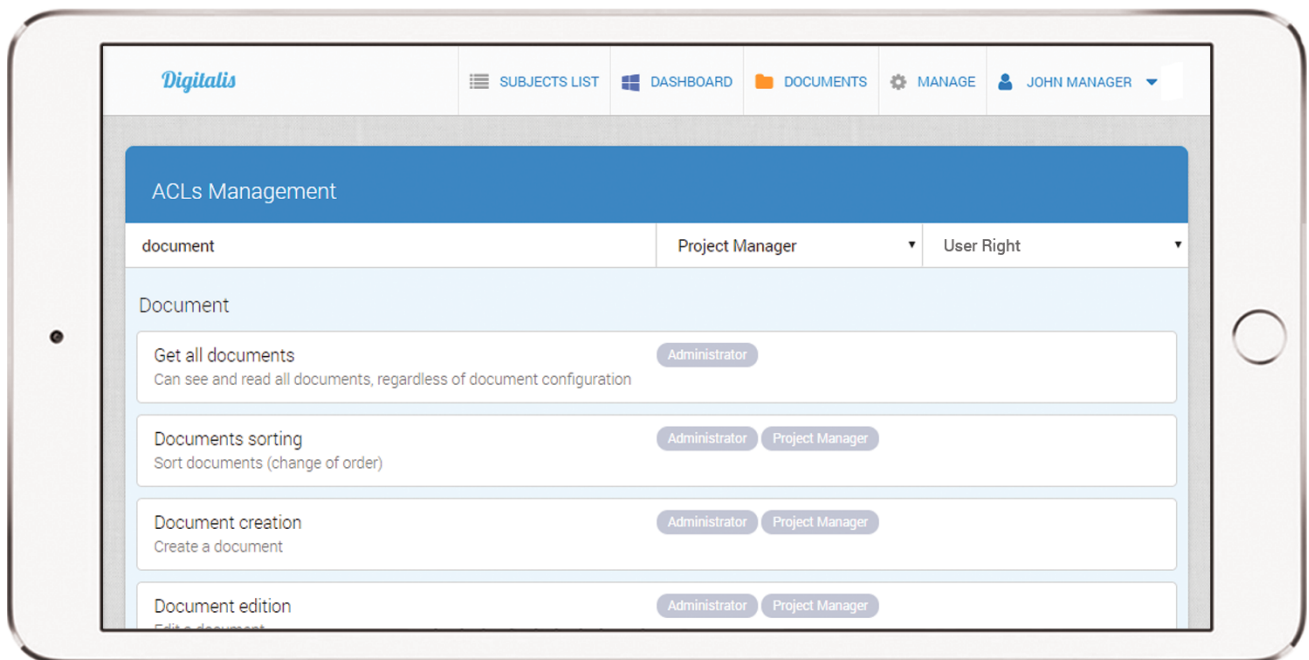 Digitalis
SUBJECTS LIST
DASHBOARD
DOCUMENTS
MANAGE
JOHN MANAGER
ACLs Management
document
Project Manager
User Right
Document
Get all documents
Administrator
Can see and read all documents, regardless of document configuration
Documents sorting
Administrator Project Manager
Sort documents (change of order)
Document creation
Administrator Project Manager
Create a document
Document edition
Administrator Project Manager
Edit a document